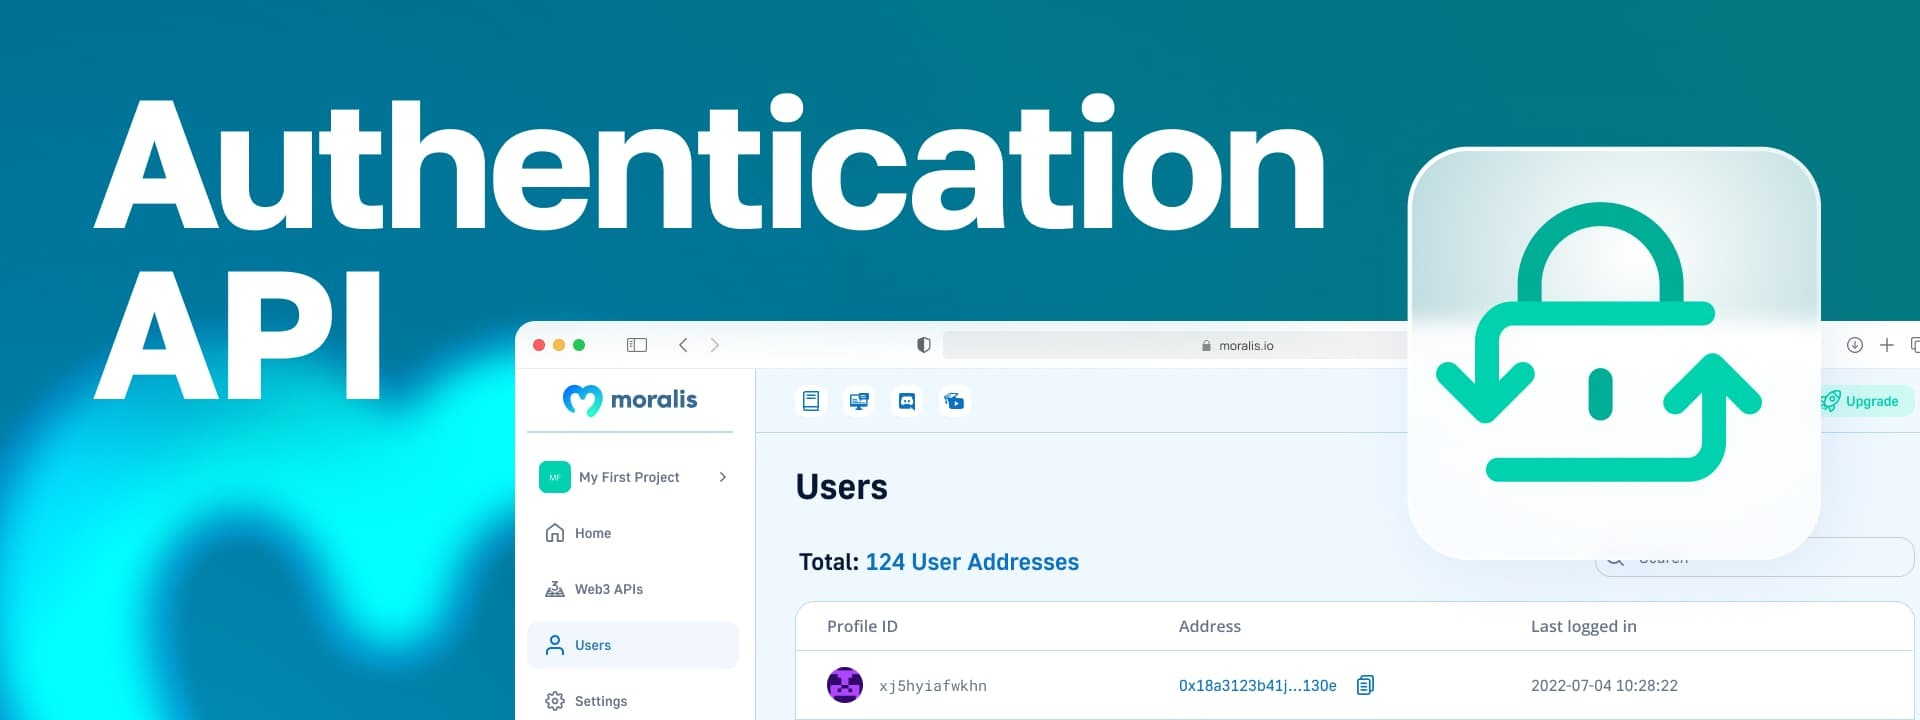 Authentication
API
moralis.io
moralis
Upgrade
MF
My First Project
Users
Home
Total: 124 User Addresses
Search
Web3 APIs
Profile ID
Address
Last logged in
Users
xj5hyiafwkhn
0x18a3123b41j...130e
2022-07-04 10:28:22
Settings